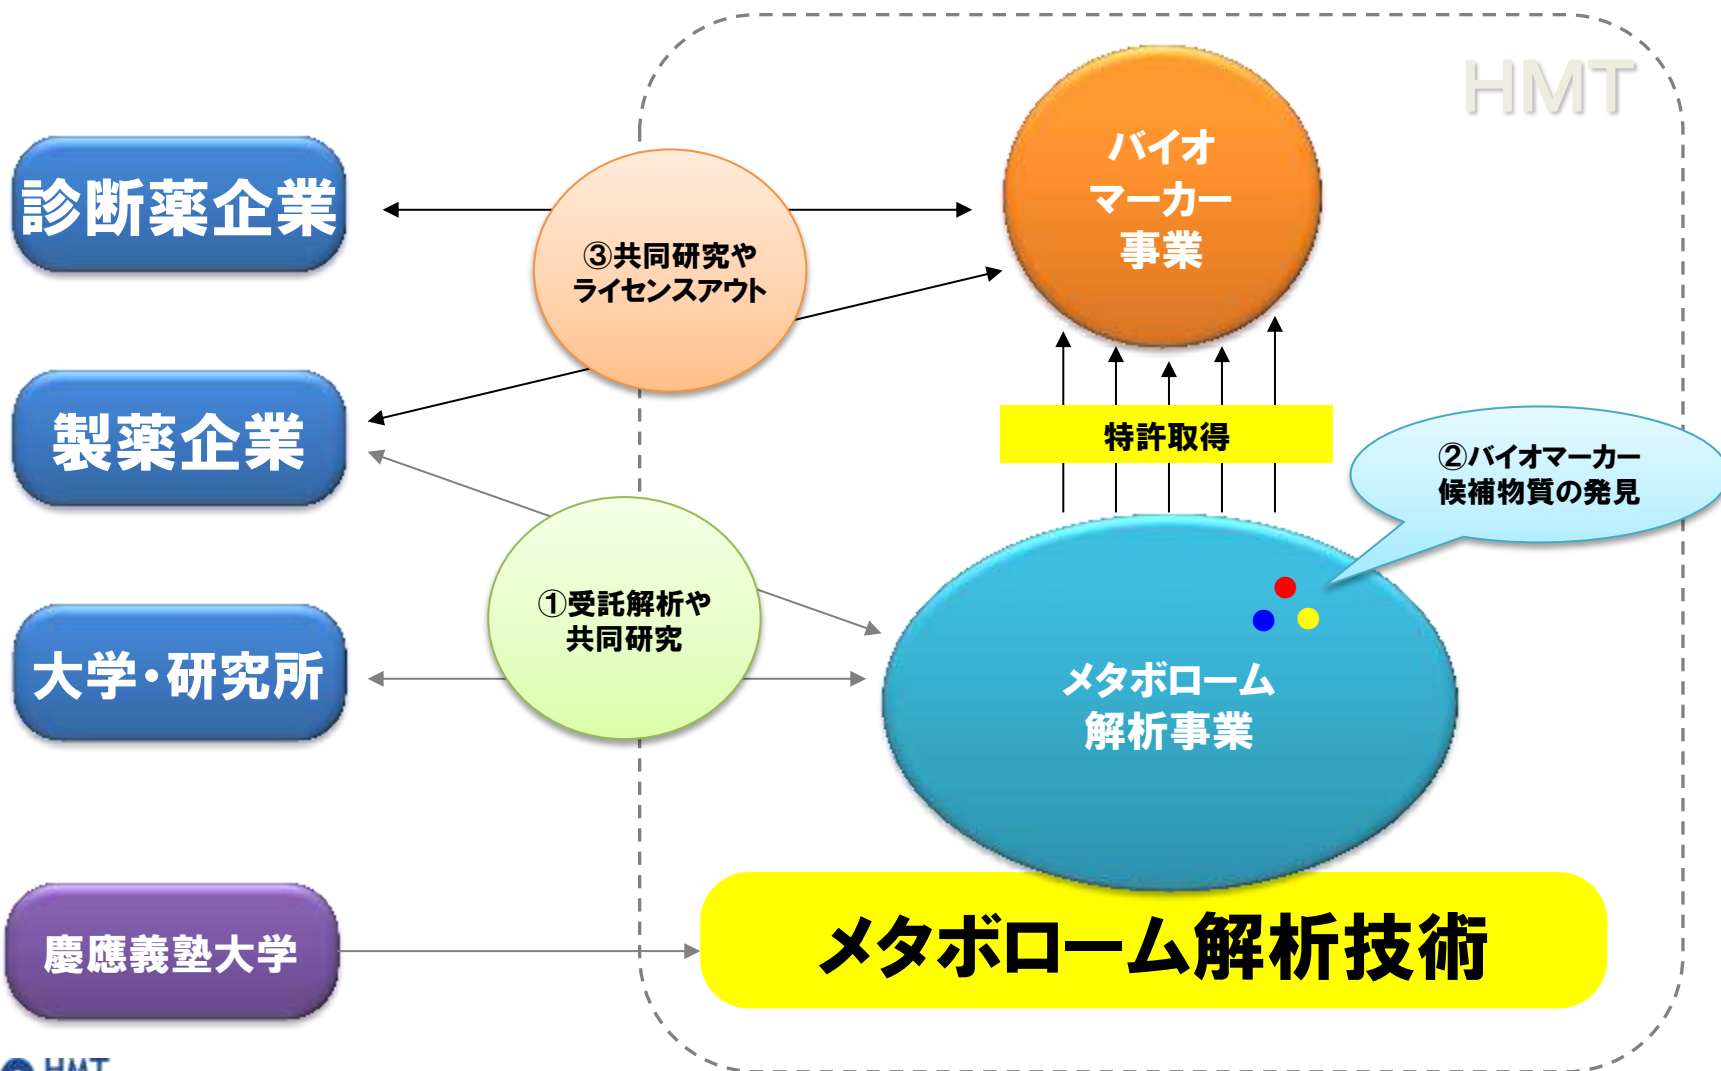 HMT
バイオ
マーカー
事業
診断薬企業
③共同研究や
ライセンスアウト
製薬企業
特許取得
②バイオマーカー
候補物質の発見
①受託解析や
共同研究
大学・研究所
メタボローム
解析事業
慶應義塾大学
メタボローム解析技術
HMT